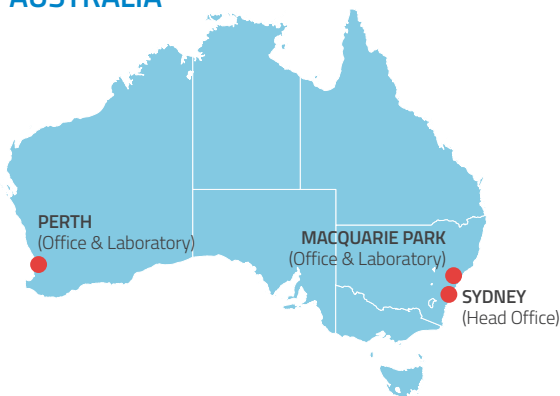 AUSTRALIA
PERTH
(Office & Laboratory)
MACQUARIE PARK
(Office & Laboratory)
SYDNEY
(Head Office)